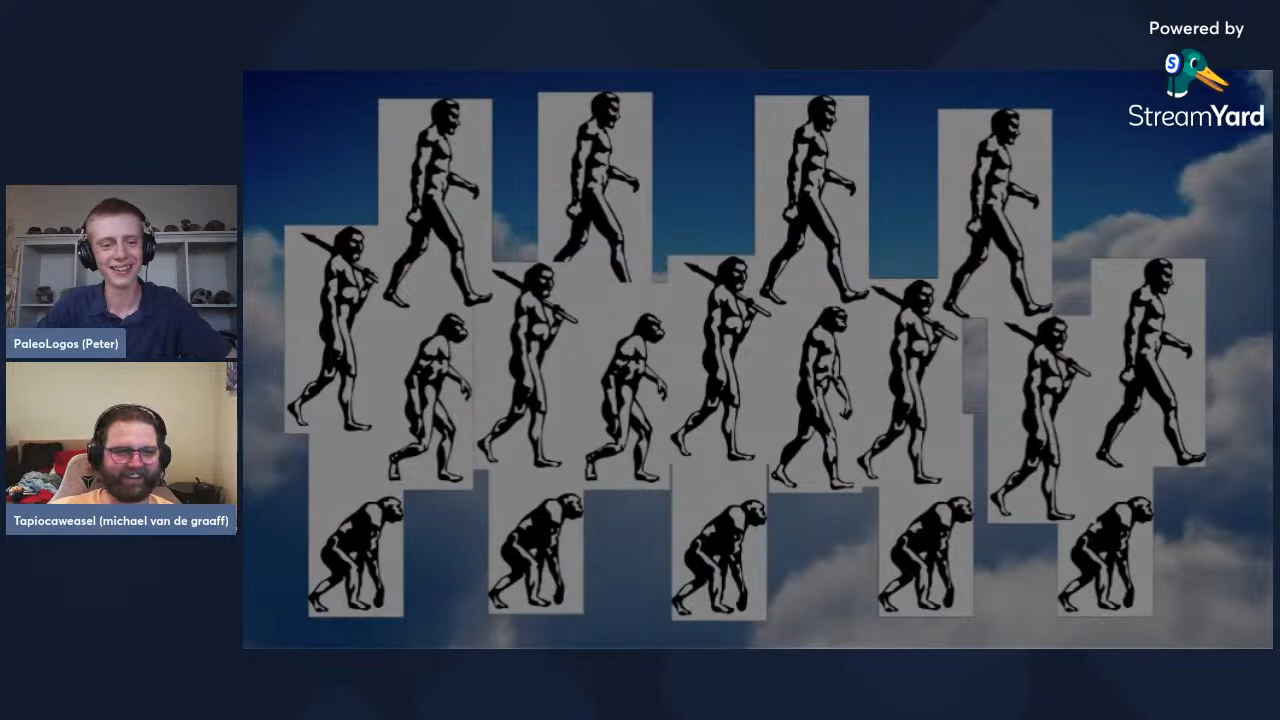 Powered by
S
StreamYard
PaleoLogos (Peter)
Tapiocaweasel (michael van de graaff)